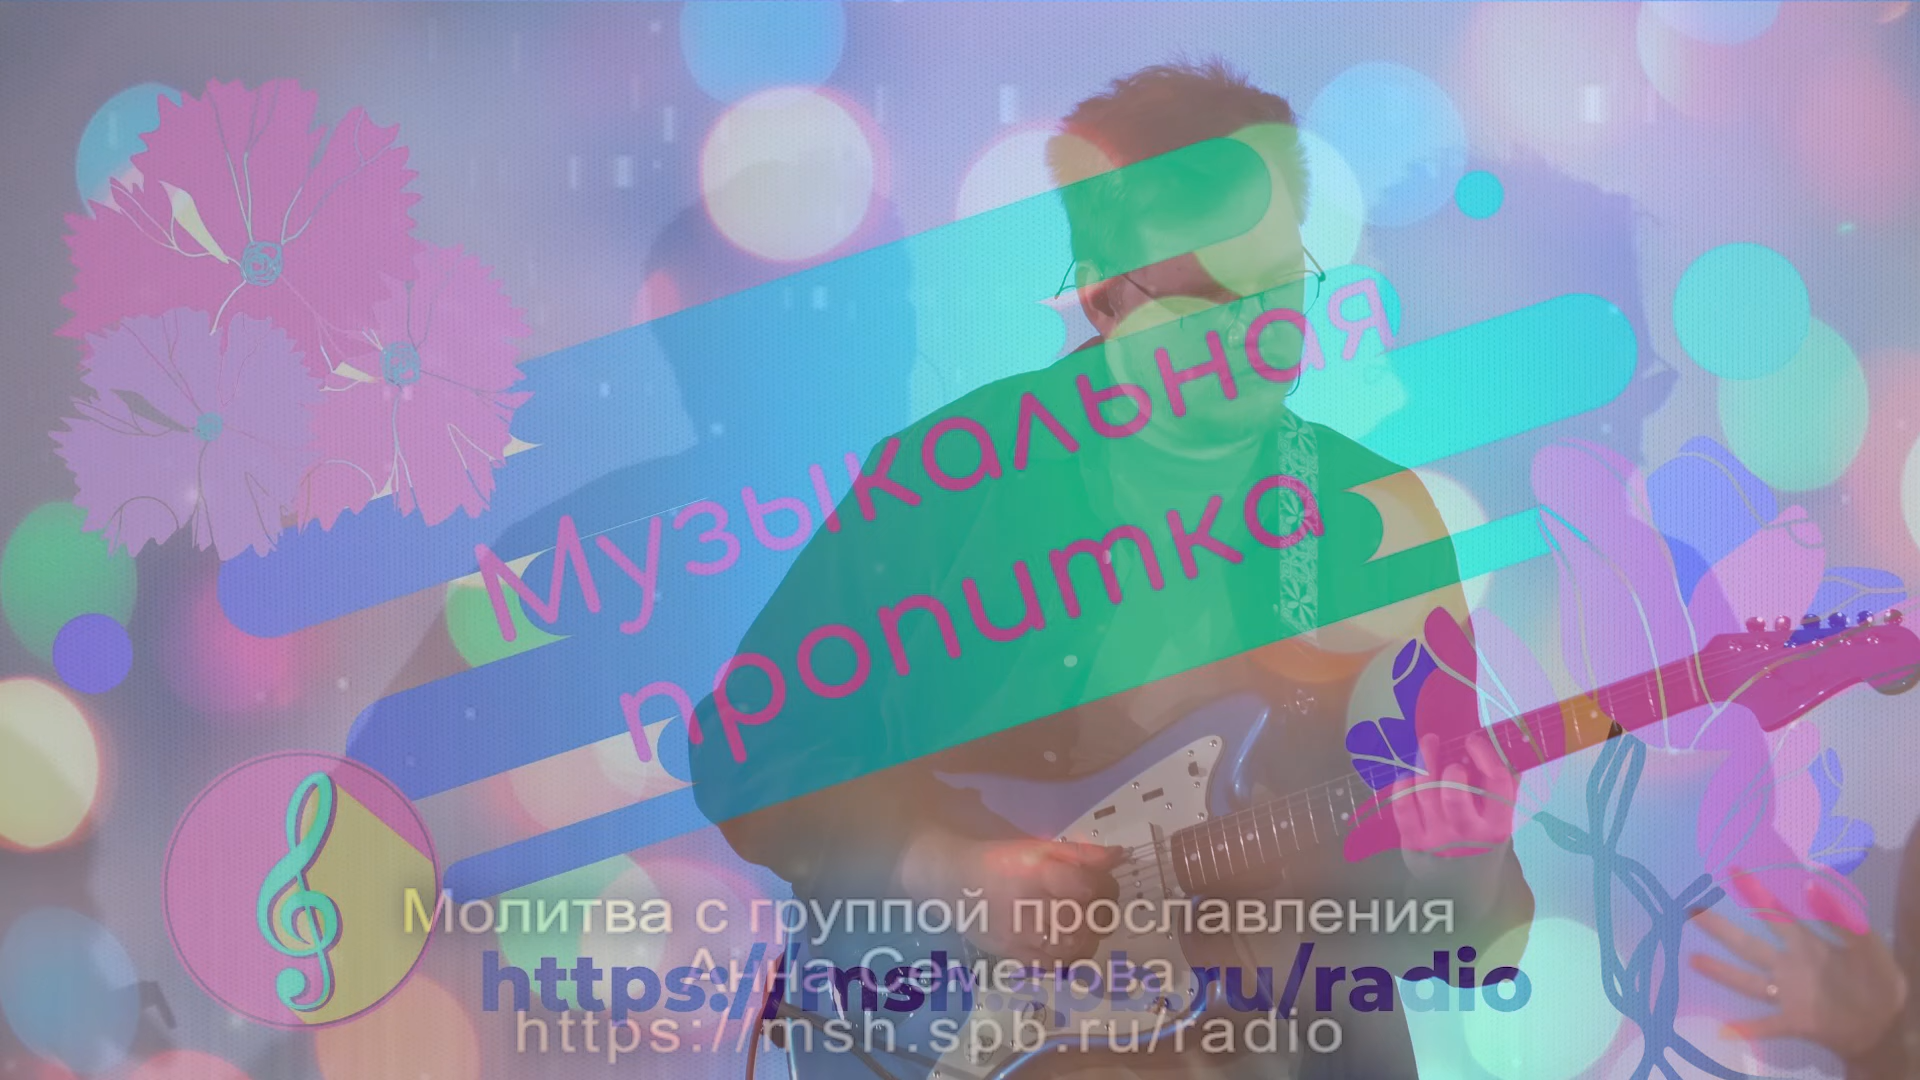 Музыкальная
пропитка
Молитва с группой прославления
Анна Семенова
https://msh.spb.ru/radio
https://msh.spb.ru/radio